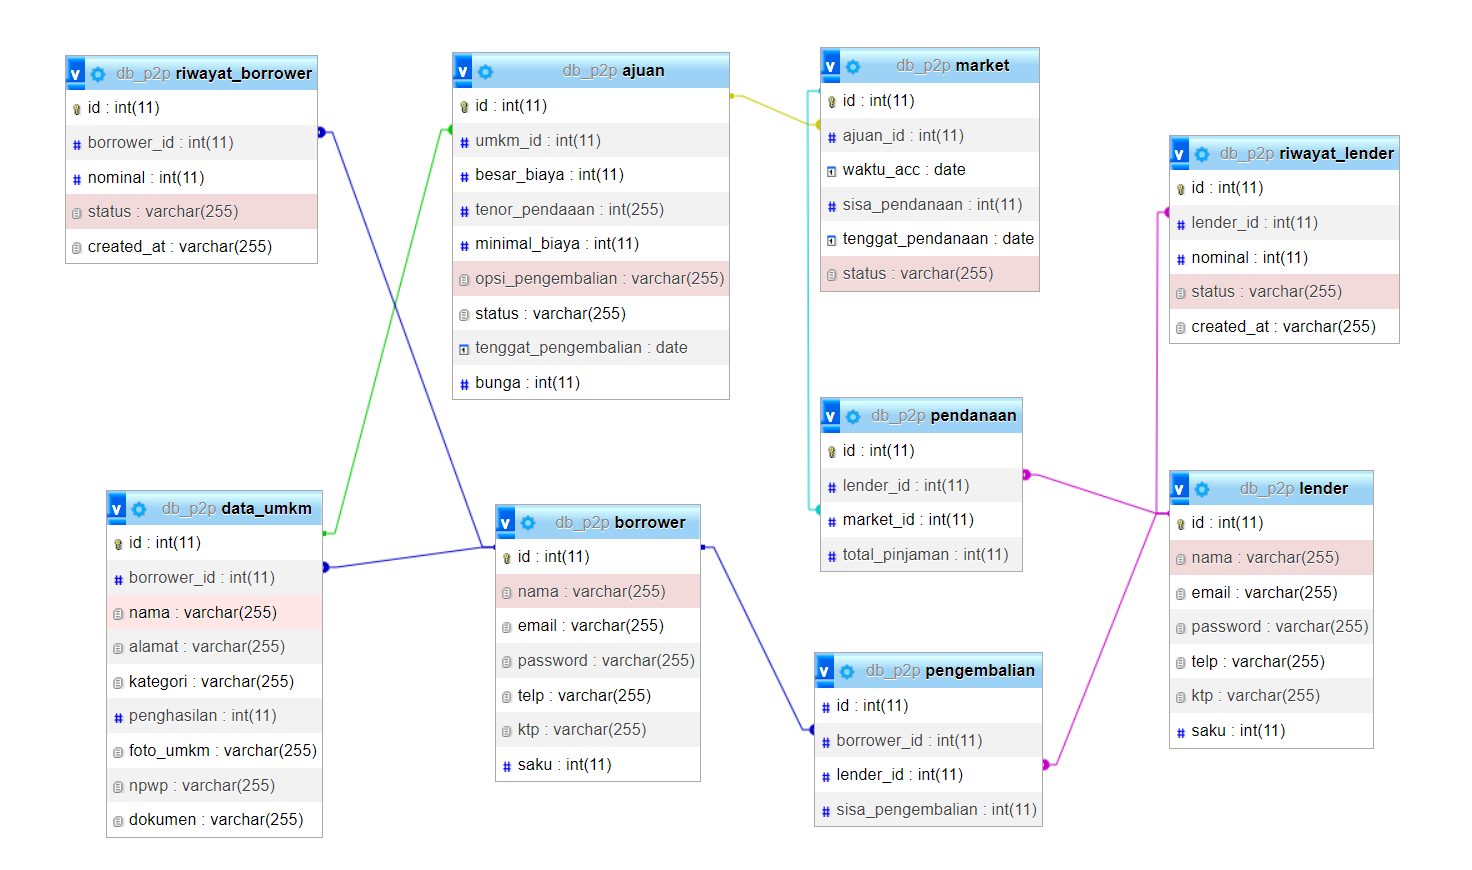 db_p2p riwayat_borrower
id : int(11)
borrower_id : int(11)
nominal : int(11)
status : varchar(255)
created_at : varchar(255)
db_p2p ajuan
id : int(11)
umkm_id : int(11)
besar_biaya : int(11)
tenor_pendaaan : int(255)
minimal_biaya : int(11)
opsi_pengembalian : varchar(255)
status : varchar(255)
tenggat_pengembalian : date
bunga : int(11)
db_p2p market
id : int(11)
ajuan_id : int(11)
waktu_acc : date
sisa_pendanaan : int(11)
tenggat_pendanaan : date
status : varchar(255)
db_p2p riwayat_lender
id : int(11)
lender_id : int(11)
nominal : int(11)
status : varchar(255)
created_at : varchar(255)
db_p2p data_umkm
id : int(11)
borrower_id : int(11)
nama : varchar(255)
alamat : varchar(255)
kategori : varchar(255)
penghasilan : int(11)
foto_umkm : varchar(255)
npwp : varchar(255)
dokumen : varchar(255)
db_p2p borrower
id : int(11)
nama : varchar(255)
email : varchar(255)
password : varchar(255)
telp : varchar(255)
ktp : varchar(255)
saku : int(11)
db_p2p pendanaan
id : int(11)
lender_id : int(11)
market_id : int(11)
total_pinjaman : int(11)
db_p2p pengembalian
id : int(11)
borrower_id : int(11)
lender_id : int(11)
sisa_pengembalian : int(11)
db_p2p lender
id : int(11)
nama : varchar(255)
email : varchar(255)
password : varchar(255)
telp : varchar(255)
ktp : varchar(255)
saku : int(11)